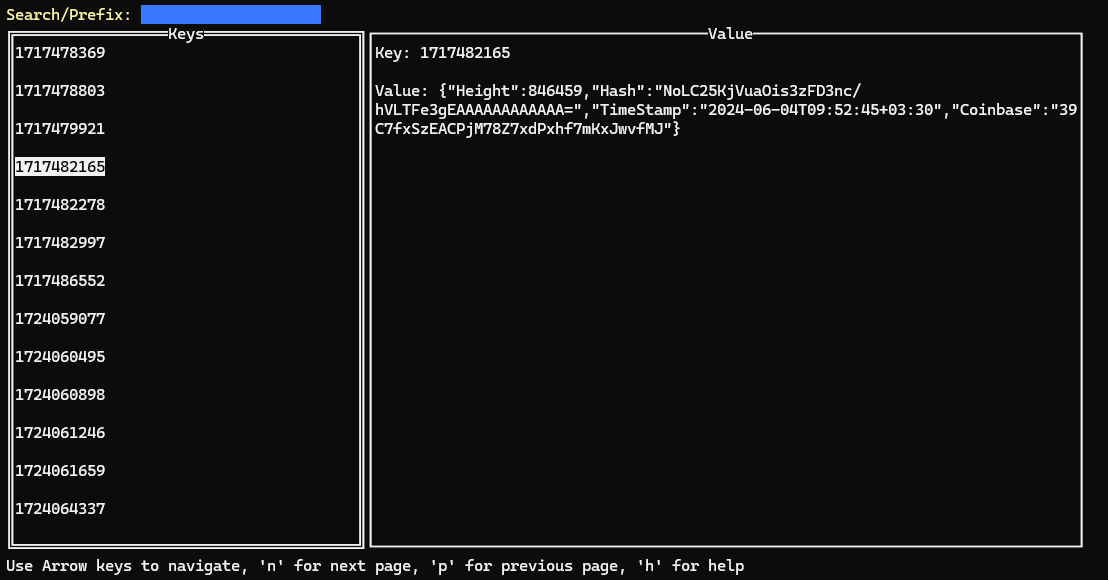 Search/Prefix:
Keys
1717478369
1717478803
1717479921
1717482165
1717482278
1717482997
1717486552
1724059077
1724060495
1724060898
1724061246
1724061659
1724064337
Value
Key: 1717482165
Value: {"Height":846459,"Hash":"NoLC25KjVuaOis3zFD3nc/
hVLTFe3gEAAAAAAAAAAAA=","TimeStamp":"2024-06-04T09:52:45+03:30","Coinbase":"39
C7fxSzEACPjM78Z7xdPxhf7mKxJwvfMJ"}
Use Arrow keys to navigate, 'n' for next page, 'p' for previous page, 'h' for help